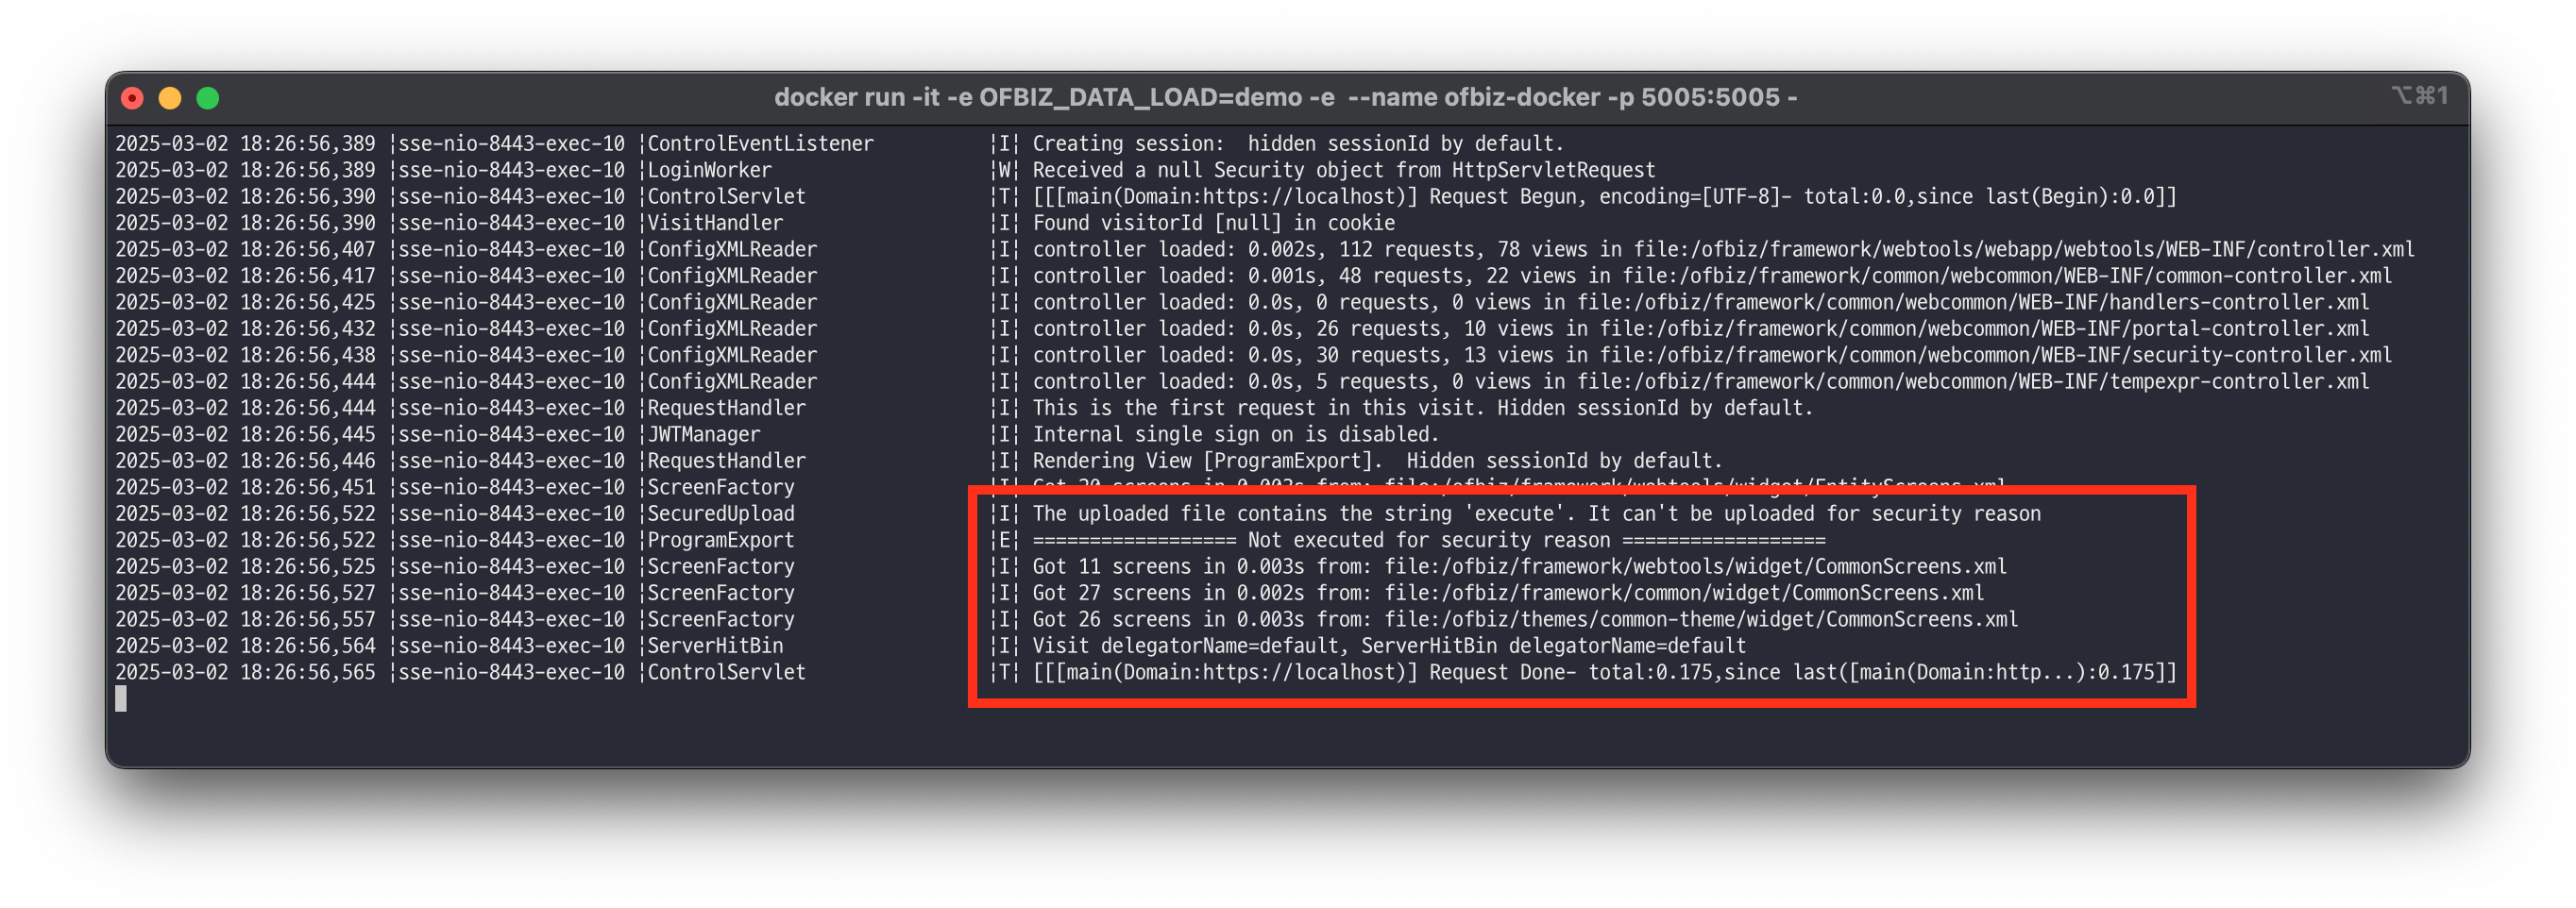 docker run -it -e OFBIZ_DATA_LOAD=demo -e  --name ofbiz-docker -p 5005:5005 -
⌥⌘1
2025-03-02 18:26:56,389 ¦sse-nio-8443-exec-10 ¦ControlEventListener          ¦I¦ Creating session:  hidden sessionId by default.
2025-03-02 18:26:56,389 ¦sse-nio-8443-exec-10 ¦LoginWorker                   ¦W¦ Received a null Security object from HttpServletRequest
2025-03-02 18:26:56,390 ¦sse-nio-8443-exec-10 ¦ControlServlet                ¦T¦ [[[main(Domain:https://localhost)] Request Begun, encoding=[UTF-8]- total:0.0,since last(Begin):0.0]]
2025-03-02 18:26:56,390 ¦sse-nio-8443-exec-10 ¦VisitHandler                  ¦I¦ Found visitorId [null] in cookie
2025-03-02 18:26:56,407 ¦sse-nio-8443-exec-10 ¦ConfigXMLReader               ¦I¦ controller loaded: 0.002s, 112 requests, 78 views in file:/ofbiz/framework/webtools/webapp/webtools/WEB-INF/controller.xml
2025-03-02 18:26:56,417 ¦sse-nio-8443-exec-10 ¦ConfigXMLReader               ¦I¦ controller loaded: 0.001s, 48 requests, 22 views in file:/ofbiz/framework/common/webcommon/WEB-INF/common-controller.xml
2025-03-02 18:26:56,425 ¦sse-nio-8443-exec-10 ¦ConfigXMLReader               ¦I¦ controller loaded: 0.0s, 0 requests, 0 views in file:/ofbiz/framework/common/webcommon/WEB-INF/handlers-controller.xml
2025-03-02 18:26:56,432 ¦sse-nio-8443-exec-10 ¦ConfigXMLReader               ¦I¦ controller loaded: 0.0s, 26 requests, 10 views in file:/ofbiz/framework/common/webcommon/WEB-INF/portal-controller.xml
2025-03-02 18:26:56,438 ¦sse-nio-8443-exec-10 ¦ConfigXMLReader               ¦I¦ controller loaded: 0.0s, 30 requests, 13 views in file:/ofbiz/framework/common/webcommon/WEB-INF/security-controller.xml
2025-03-02 18:26:56,444 ¦sse-nio-8443-exec-10 ¦ConfigXMLReader               ¦I¦ controller loaded: 0.0s, 5 requests, 0 views in file:/ofbiz/framework/common/webcommon/WEB-INF/tempexpr-controller.xml
2025-03-02 18:26:56,444 ¦sse-nio-8443-exec-10 ¦RequestHandler                ¦I¦ This is the first request in this visit. Hidden sessionId by default.
2025-03-02 18:26:56,445 ¦sse-nio-8443-exec-10 ¦JWTManager                    ¦I¦ Internal single sign on is disabled.
2025-03-02 18:26:56,446 ¦sse-nio-8443-exec-10 ¦RequestHandler                ¦I¦ Rendering View [ProgramExport].  Hidden sessionId by default.
2025-03-02 18:26:56,451 ¦sse-nio-8443-exec-10 ¦ScreenFactory                 ¦I¦ Got 20 screens in 0.003s from: file:/ofbiz/framework/webtools/widget/EntityScreens.xml
2025-03-02 18:26:56,522 ¦sse-nio-8443-exec-10 ¦SecuredUpload                 ¦I¦ The uploaded file contains the string 'execute'. It can't be uploaded for security reason
2025-03-02 18:26:56,522 ¦sse-nio-8443-exec-10 ¦ProgramExport                 ¦E¦ ================== Not executed for security reason ==================
2025-03-02 18:26:56,525 ¦sse-nio-8443-exec-10 ¦ScreenFactory                 ¦I¦ Got 11 screens in 0.003s from: file:/ofbiz/framework/webtools/widget/CommonScreens.xml
2025-03-02 18:26:56,527 ¦sse-nio-8443-exec-10 ¦ScreenFactory                 ¦I¦ Got 27 screens in 0.002s from: file:/ofbiz/framework/common/widget/CommonScreens.xml
2025-03-02 18:26:56,557 ¦sse-nio-8443-exec-10 ¦ScreenFactory                 ¦I¦ Got 26 screens in 0.003s from: file:/ofbiz/themes/common-theme/widget/CommonScreens.xml
2025-03-02 18:26:56,564 ¦sse-nio-8443-exec-10 ¦ServerHitBin                  ¦I¦ Visit delegatorName=default, ServerHitBin delegatorName=default
2025-03-02 18:26:56,565 ¦sse-nio-8443-exec-10 ¦ControlServlet                ¦T¦ [[[main(Domain:https://localhost)] Request Done- total:0.175,since last([main(Domain:http...):0.175]]